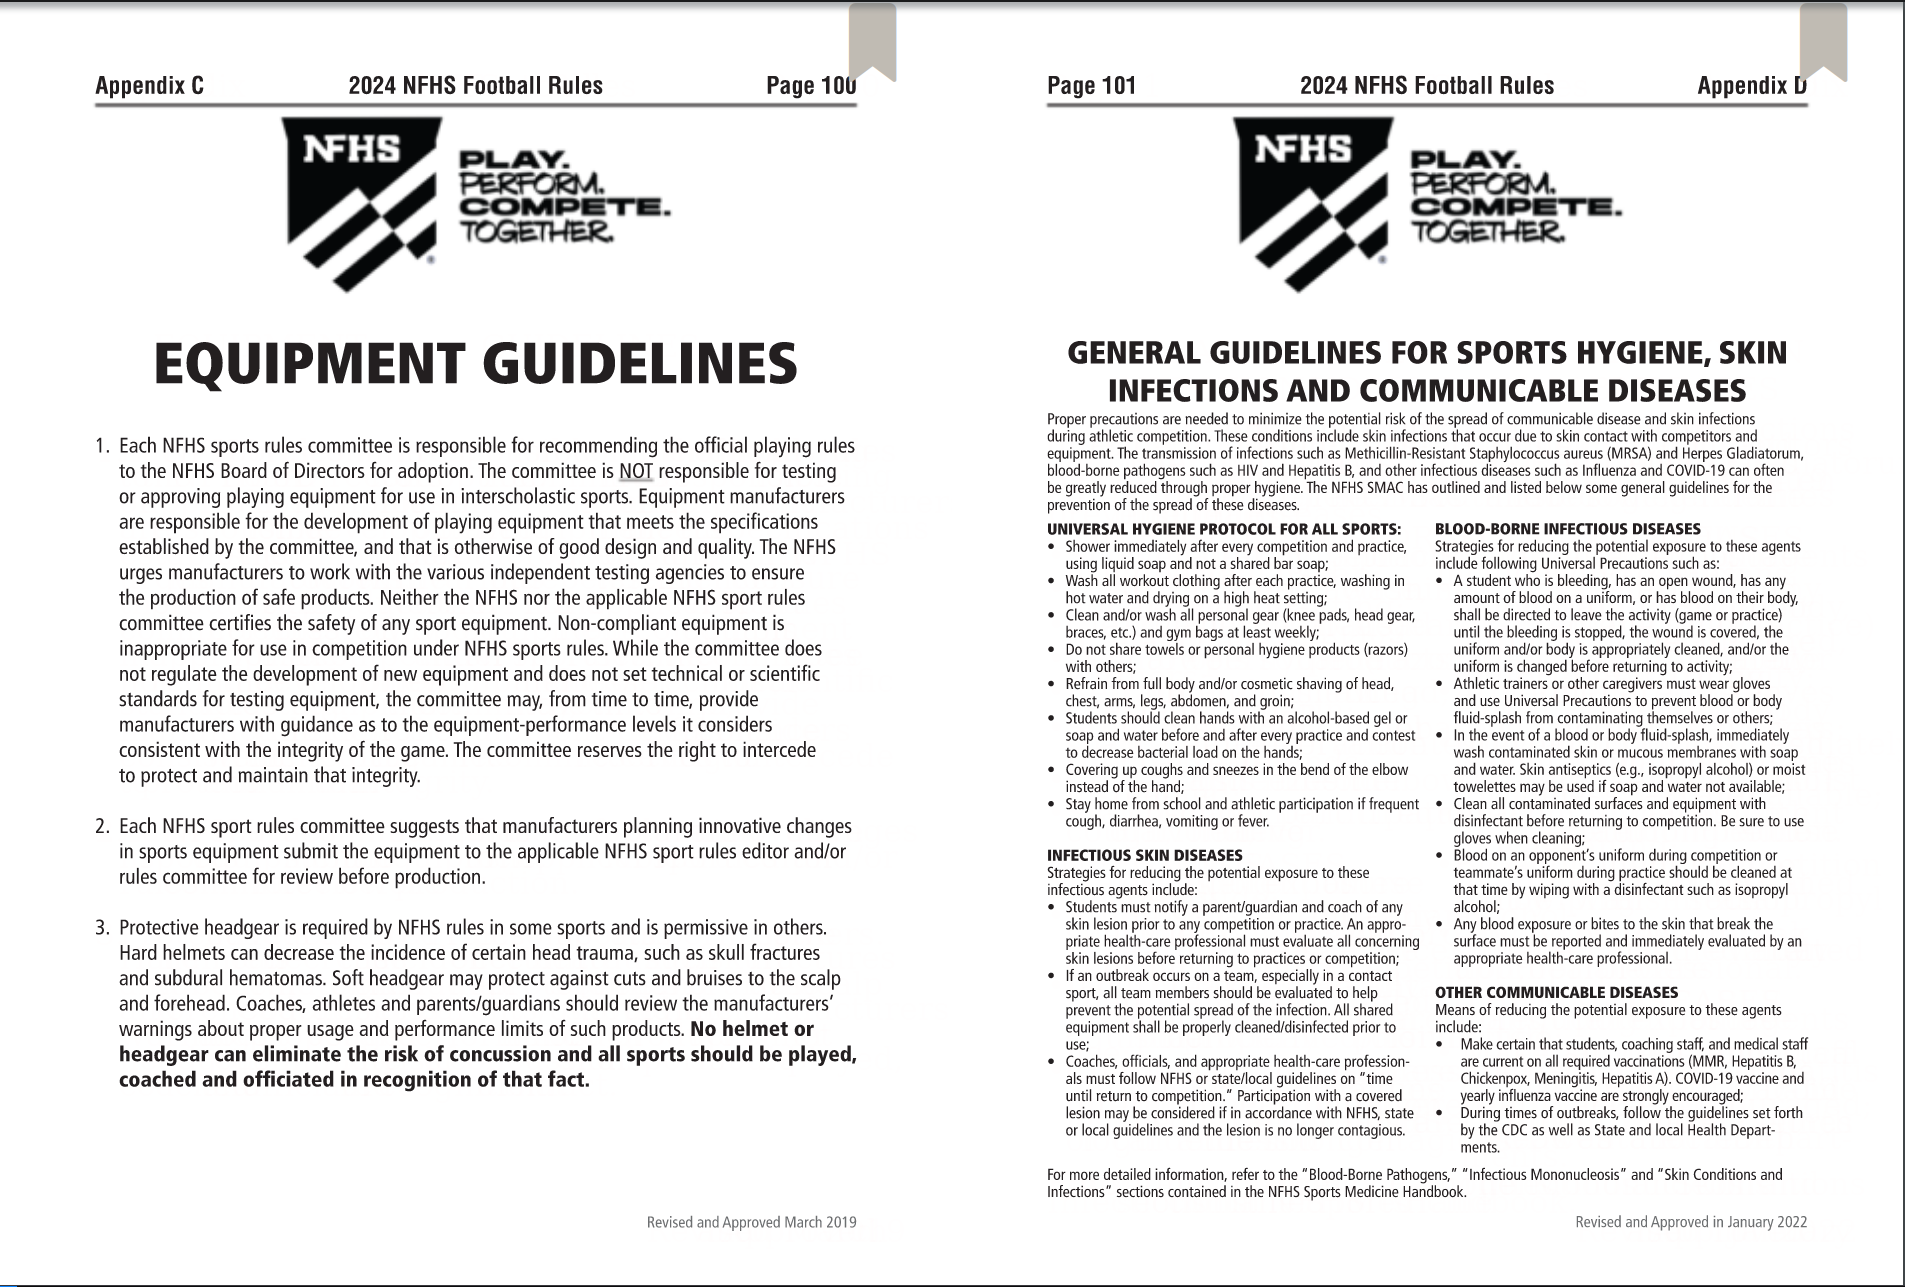 Appendix C 2024 NFHS Football Rules Page 100
NFHS
PLAY.
PERFORM.
COMPETE.
TOGETHER.
®
EQUIPMENT GUIDELINES
1. Each NFHS sports rules committee is responsible for recommending the official playing rules
to the NFHS Board of Directors for adoption. The committee is NOT responsible for testing
or approving playing equipment for use in interscholastic sports. Equipment manufacturers
are responsible for the development of playing equipment that meets the specifications
established by the committee, and that is otherwise of good design and quality. The NFHS
urges manufacturers to work with the various independent testing agencies to ensure
the production of safe products. Neither the NFHS nor the applicable NFHS sport rules
committee certifies the safety of any sport equipment. Non-compliant equipment is
inappropriate for use in competition under NFHS sports rules. While the committee does
not regulate the development of new equipment and does not set technical or scientific
standards for testing equipment, the committee may, from time to time, provide
manufacturers with guidance as to the equipment-performance levels it considers
consistent with the integrity of the game. The committee reserves the right to intercede
to protect and maintain that integrity.
2. Each NFHS sport rules committee suggests that manufacturers planning innovative changes
in sports equipment submit the equipment to the applicable NFHS sport rules editor and/or
rules committee for review before production.
3. Protective headgear is required by NFHS rules in some sports and is permissive in others.
Hard helmets can decrease the incidence of certain head trauma, such as skull fractures
and subdural hematomas. Soft headgear may protect against cuts and bruises to the scalp
and forehead. Coaches, athletes and parents/guardians should review the manufacturers’
warnings about proper usage and performance limits of such products. No helmet or
headgear can eliminate the risk of concussion and all sports should be played,
coached and officiated in recognition of that fact.
Revised and Approved March 2019
Page 101 2024 NFHS Football Rules Appendix D
NFHS
PLAY.
PERFORM.
COMPETE.
TOGETHER.
®
GENERAL GUIDELINES FOR SPORTS HYGIENE, SKIN
INFECTIONS AND COMMUNICABLE DISEASES
Proper precautions are needed to minimize the potential risk of the spread of communicable disease and skin infections
during athletic competition. These conditions include skin infections that occur due to skin contact with competitors and
equipment. The transmission of infections such as Methicillin-Resistant Staphylococcus aureus (MRSA) and Herpes Gladiatorum,
blood-borne pathogens such as HIV and Hepatitis B, and other infectious diseases such as Influenza and COVID-19 can often
be greatly reduced through proper hygiene. The NFHS SMAC has outlined and listed below some general guidelines for the
prevention of the spread of these diseases.
UNIVERSAL HYGIENE PROTOCOL FOR ALL SPORTS:
• Shower immediately after every competition and practice,
using liquid soap and not a shared bar soap;
• Wash all workout clothing after each practice, washing in
hot water and drying on a high heat setting;
• Clean and/or wash all personal gear (knee pads, head gear,
braces, etc.) and gym bags at least weekly;
• Do not share towels or personal hygiene products (razors)
with others;
• Refrain from full body and/or cosmetic shaving of head,
chest, arms, legs, abdomen, and groin;
• Students should clean hands with an alcohol-based gel or
soap and water before and after every practice and contest
to decrease bacterial load on the hands;
• Covering up coughs and sneezes in the bend of the elbow
instead of the hand;
• Stay home from school and athletic participation if frequent
cough, diarrhea, vomiting or fever.
INFECTIOUS SKIN DISEASES
Strategies for reducing the potential exposure to these
infectious agents include:
• Students must notify a parent/guardian and coach of any
skin lesion prior to any competition or practice. An appro-
priate health-care professional must evaluate all concerning
skin lesions before returning to practices or competition;
• If an outbreak occurs on a team, especially in a contact
sport, all team members should be evaluated to help
prevent the potential spread of the infection. All shared
equipment shall be properly cleaned/disinfected prior to
use;
• Coaches, officials, and appropriate health-care profession-
als must follow NFHS or state/local guidelines on "time
until return to competition." Participation with a covered
lesion may be considered if in accordance with NFHS, state
or local guidelines and the lesion is no longer contagious.
BLOOD-BORNE INFECTIOUS DISEASES
Strategies for reducing the potential exposure to these agents
include following Universal Precautions such as:
• A student who is bleeding, has an open wound, has any
amount of blood on a uniform, or has blood on their body,
shall be directed to leave the activity (game or practice)
until the bleeding is stopped, the wound is covered, the
uniform and/or body is appropriately cleaned, and/or the
uniform is changed before returning to activity;
• Athletic trainers or other caregivers must wear gloves
and use Universal Precautions to prevent blood or body
fluid-splash from contaminating themselves or others;
• In the event of a blood or body fluid-splash, immediately
wash contaminated skin or mucous membranes with soap
and water. Skin antiseptics (e.g., isopropyl alcohol) or moist
towelettes may be used if soap and water not available;
• Clean all contaminated surfaces and equipment with
disinfectant before returning to competition. Be sure to use
gloves when cleaning;
• Blood on an opponent’s uniform during competition or
teammate’s uniform during practice should be cleaned at
that time by wiping with a disinfectant such as isopropyl
alcohol;
• Any blood exposure or bites to the skin that break the
surface must be reported and immediately evaluated by an
appropriate health-care professional.
OTHER COMMUNICABLE DISEASES
Means of reducing the potential exposure to these agents
include:
• Make certain that students, coaching staff, and medical staff
are current on all required vaccinations (MMR, Hepatitis B,
Chickenpox, Meningitis, Hepatitis A). COVID-19 vaccine and
yearly influenza vaccine are strongly encouraged;
• During times of outbreaks, follow the guidelines set forth
by the CDC as well as State and local Health Depart-
ments.
For more detailed information, refer to the "Blood-Borne Pathogens," "Infectious Mononucleosis" and "Skin Conditions and
Infections" sections contained in the NFHS Sports Medicine Handbook.
Revised and Approved in January 2022